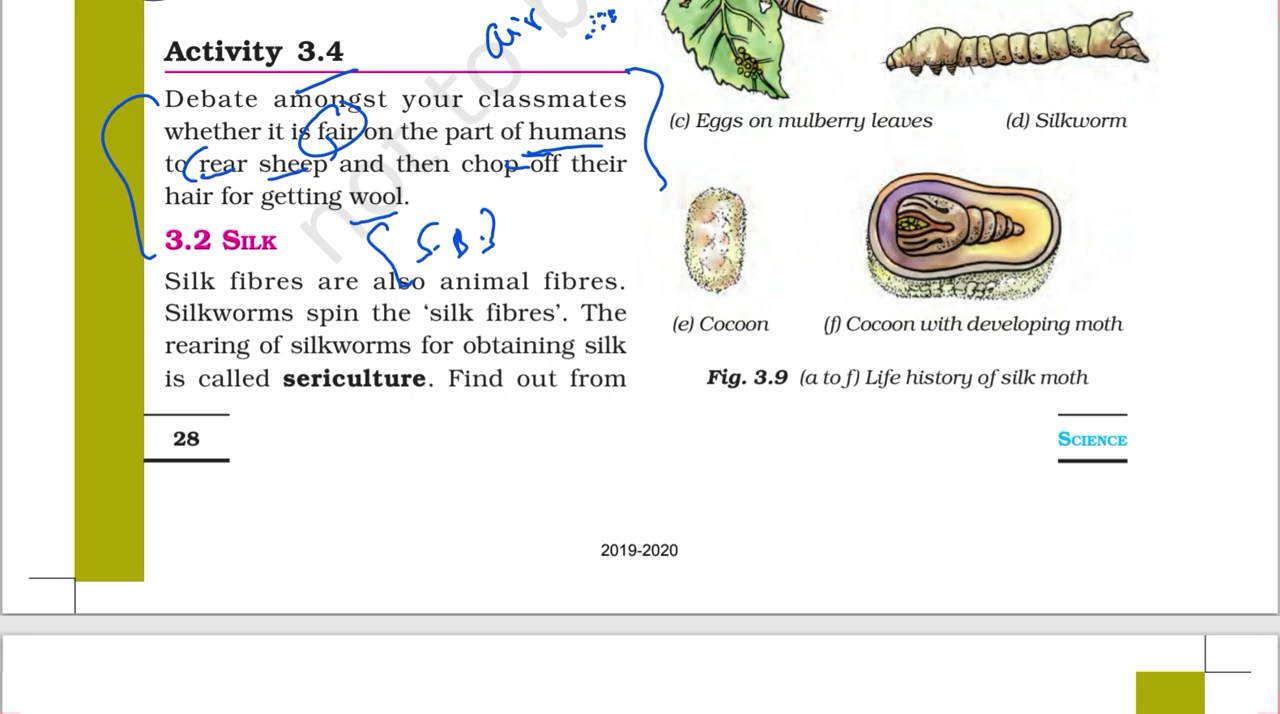 air
Activity 3.4
Debate amongst your classmates
whether it is fair on the part of humans
to rear sheep and then chop-off their
hair for getting wool.
3.2 SILK
Silk fibres are also animal fibres.
Silkworms spin the ‘silk fibres’. The
rearing of silkworms for obtaining silk
is called sericulture. Find out from
28
(c) Eggs on mulberry leaves
(d) Silkworm
(e) Cocoon
(f) Cocoon with developing moth
Fig. 3.9 (a to f) Life history of silk moth
SCIENCE
2019-2020
not to b